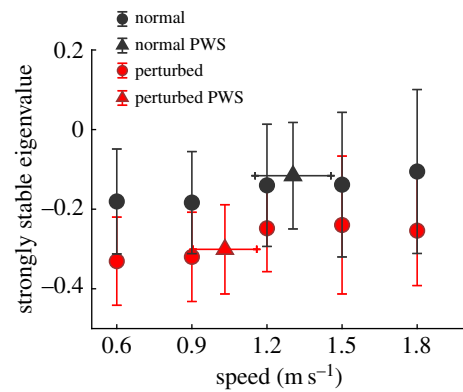 normal
normal PWS
perturbed
perturbed PWS
strongly stable eigenvalue
0.2
0
−0.2
−0.4
0.6 0.9 1.2 1.5 1.8
speed (m s⁻¹)